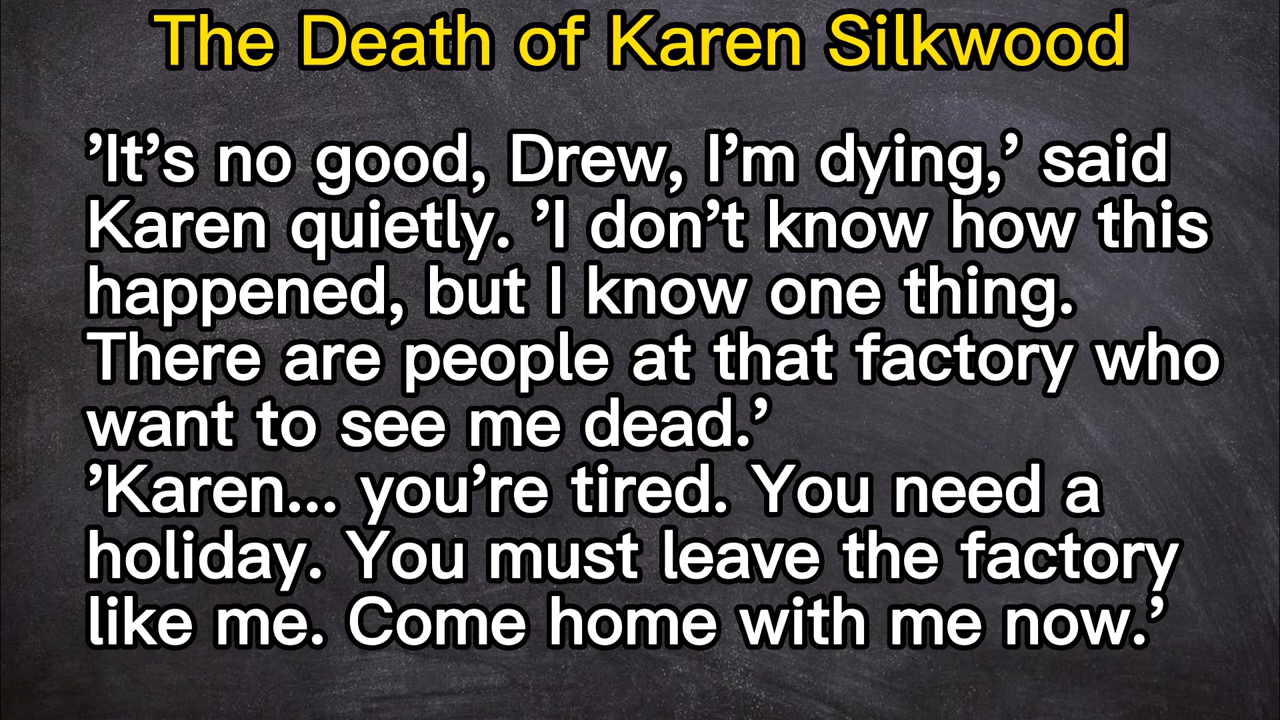 The Death of Karen Silkwood
’It’s no good, Drew, I’m dying,’ said
Karen quietly. ’I don’t know how this
happened, but I know one thing.
There are people at that factory who
want to see me dead.’
’Karen... you’re tired. You need a
holiday. You must leave the factory
like me. Come home with me now.’